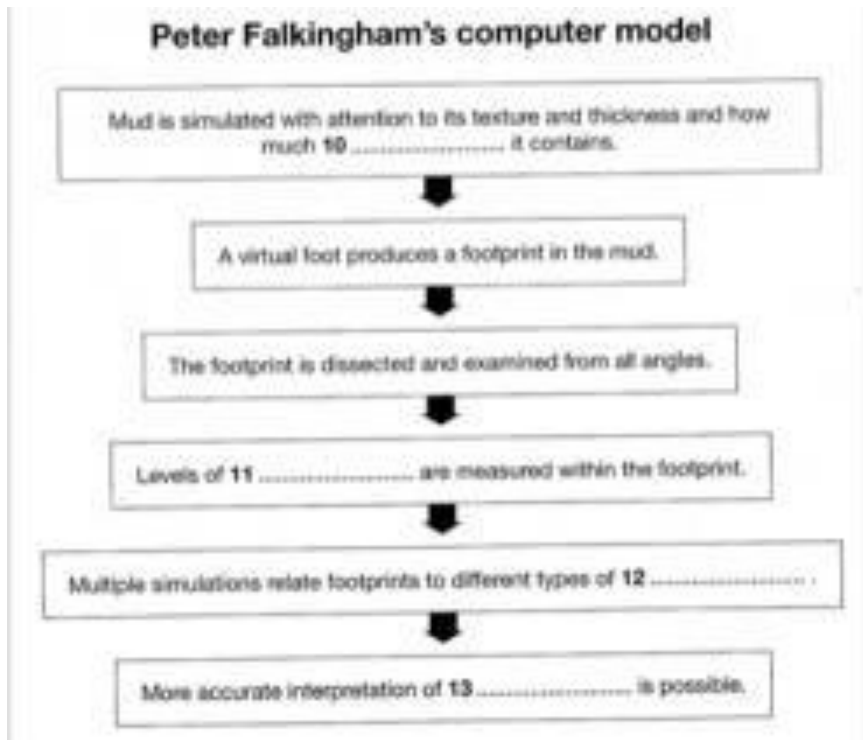 Peter Falkingham's computer model
Mud is simulated with attention to its texture and thickness and how
much 10 ........................ it contains.
A virtual foot produces a footprint in the mud.
The footprint is dissected and examined from all angles.
Levels of 11 ........................ are measured within the footprint.
Multiple simulations relate footprints to different types of 12 ........................ .
More accurate interpretation of 13 ........................ is possible.